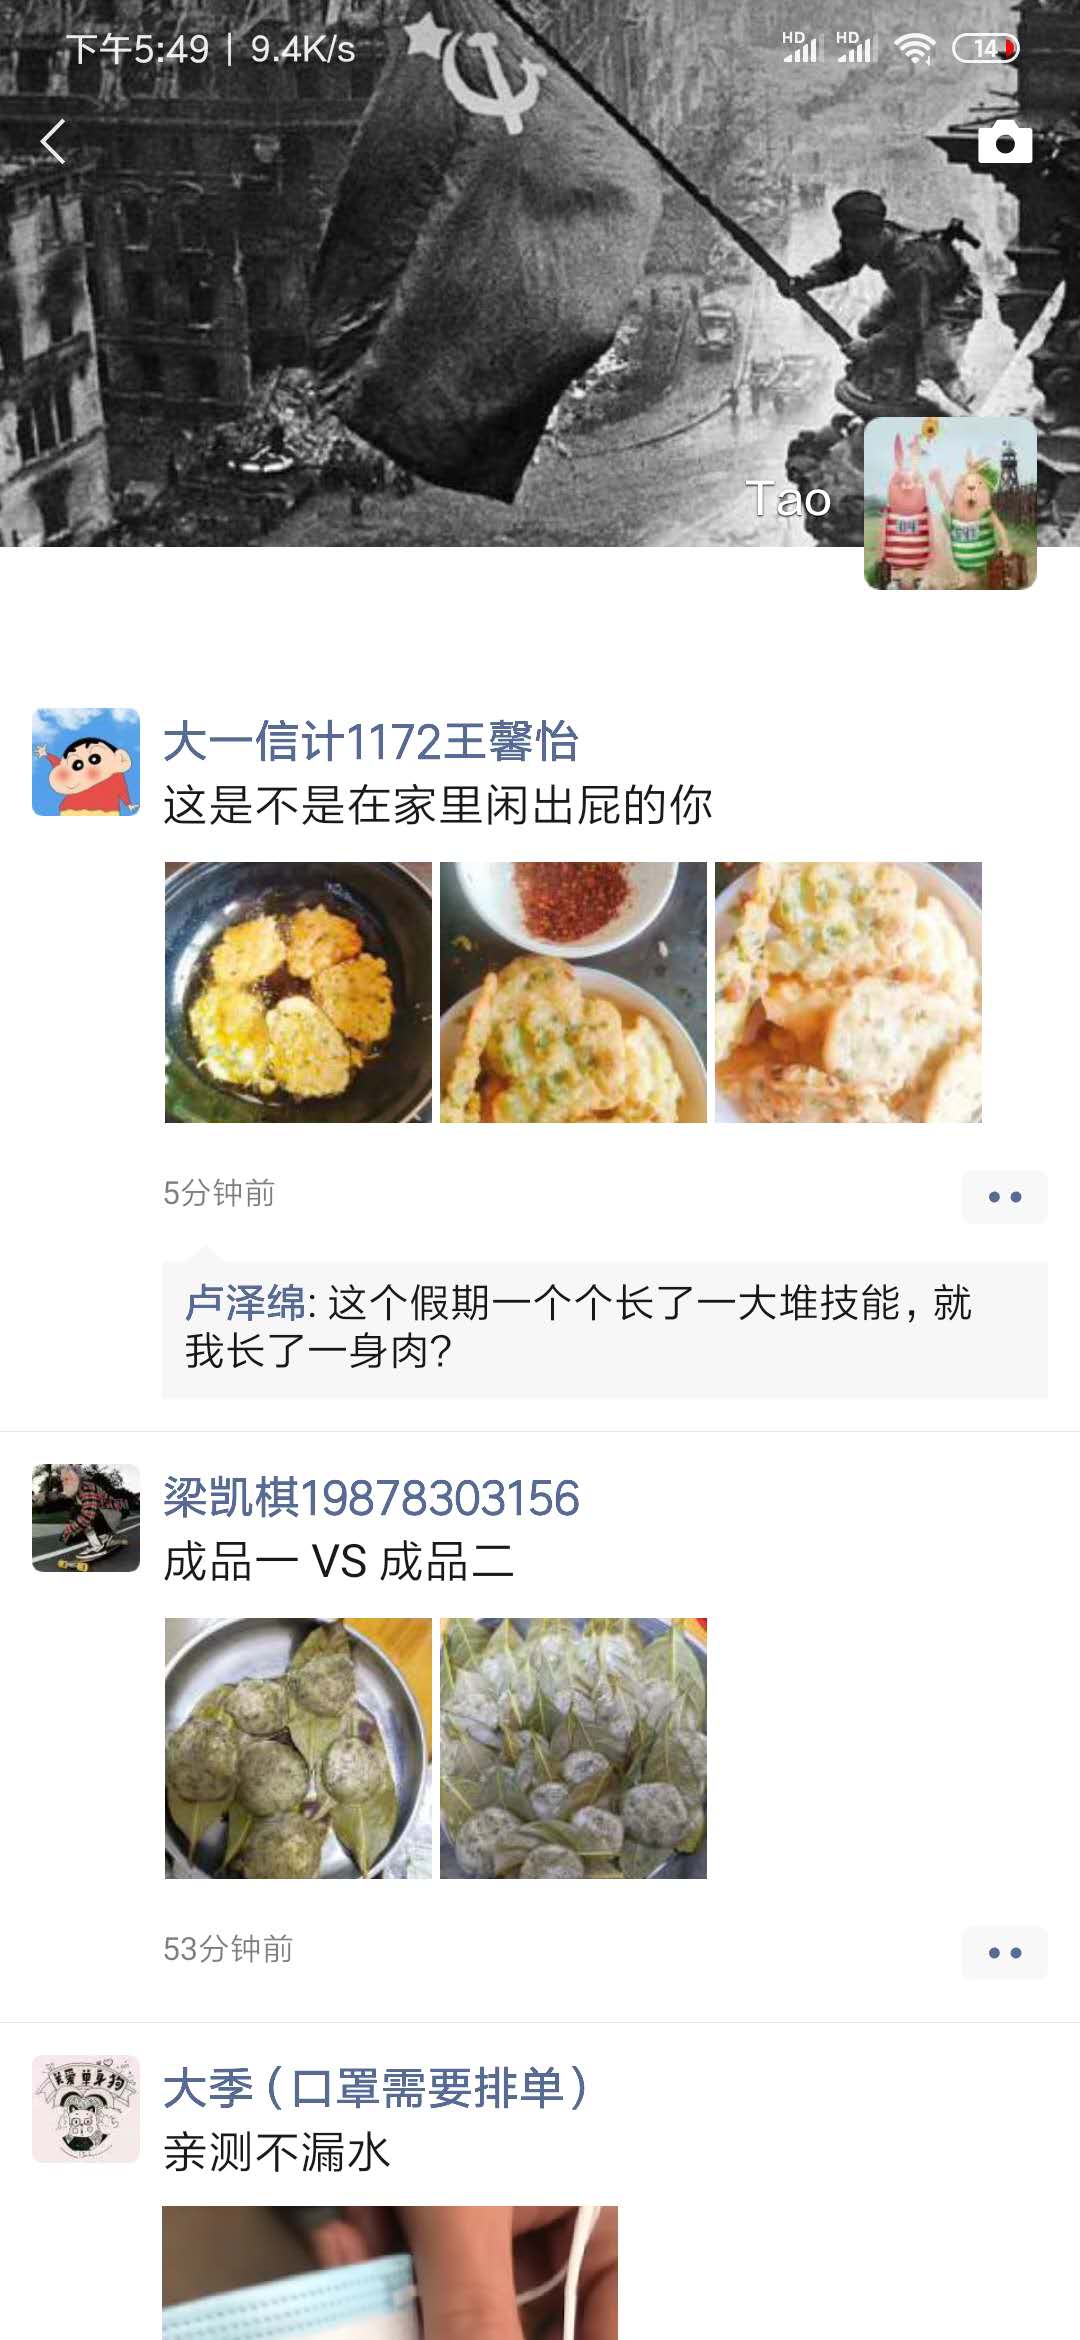 下午5:49 | 9.4K/s
HD HD 14
Tao
大一信计1172王馨怡
这是不是在家里闲出屁的你
5分钟前
卢泽绵: 这个假期一个个长了一大堆技能, 就
我长了一身肉?
梁凯棋19878303156
成品一 VS 成品二
53分钟前
关爱单身狗
大季（口罩需要排单）
亲测不漏水